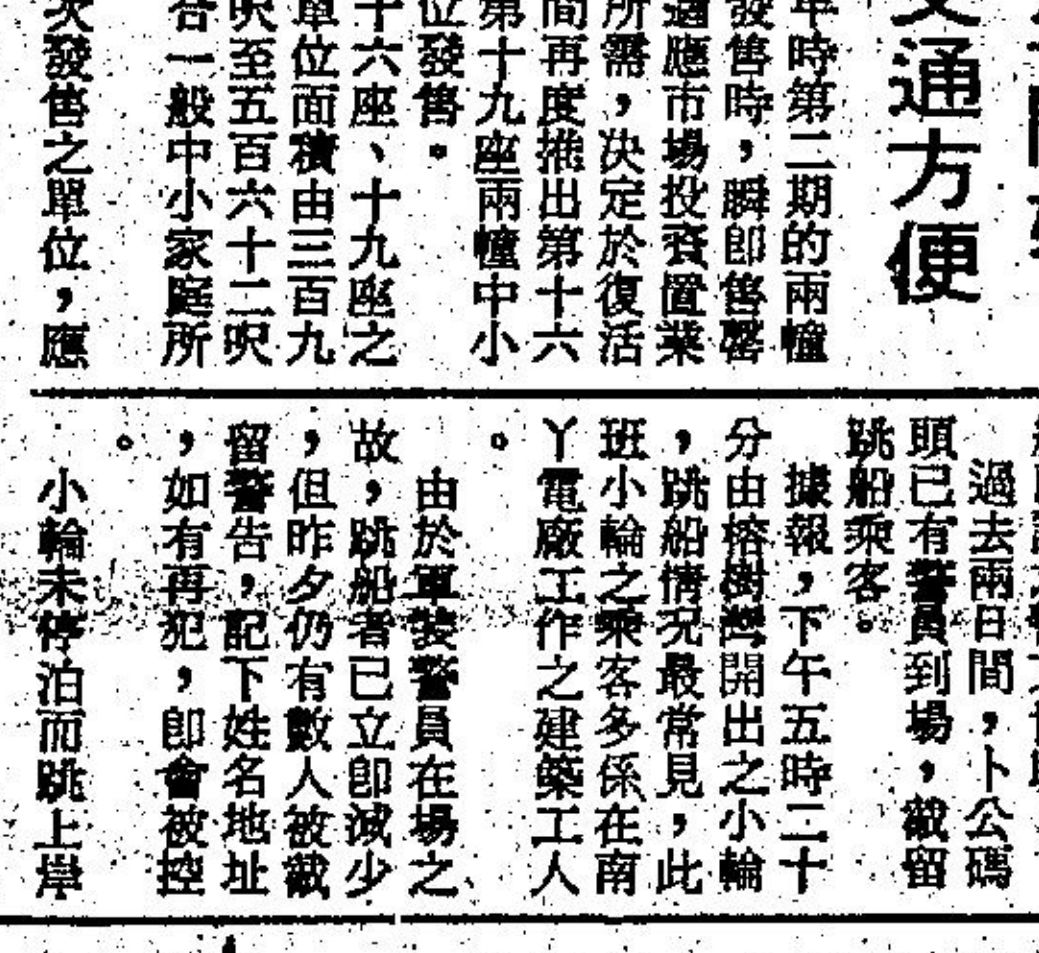 交通方便
年時第二期的兩幢
發售時，瞬即售罄
適應市場投資置業
所需，決定於復活
間再度推出第十六
第十九座兩幢中小
位發售。
十六座、十九座之
單位面積由三百九
呎至五百六十二呎
合一般中小家庭所
次發售之單位，應
過去兩日間，卜公碼
頭已有警員到場，截留
跳船乘客。
據報，下午五時二十
分由榕樹灣開出之小輪
，跳船情況最常見，此
班小輪之乘客多係在南
丫電廠工作之建築工人
。
由於軍裝警員在場之
故，跳船者已立即減少
，但昨夕仍有數人被截
留警告，記下姓名地址
，如有再犯，即會被控
。
小輪未停泊而跳上岸